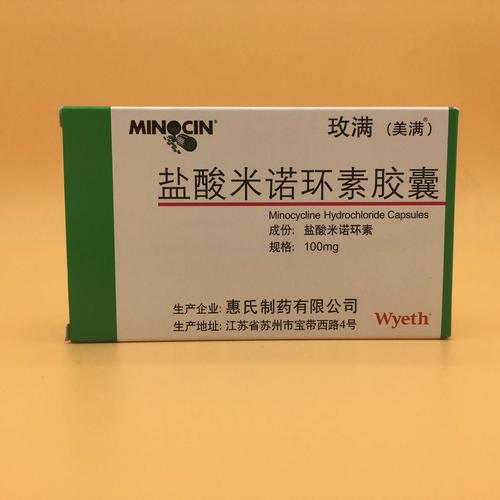 MINOCIN®
玫满 (美满®)
盐酸米诺环素胶囊
Minocycline Hydrochloride Capsules
成份: 盐酸米诺环素
规格: 100mg
生产企业: 惠氏制药有限公司
生产地址: 江苏省苏州市宝带西路4号
Wyeth®